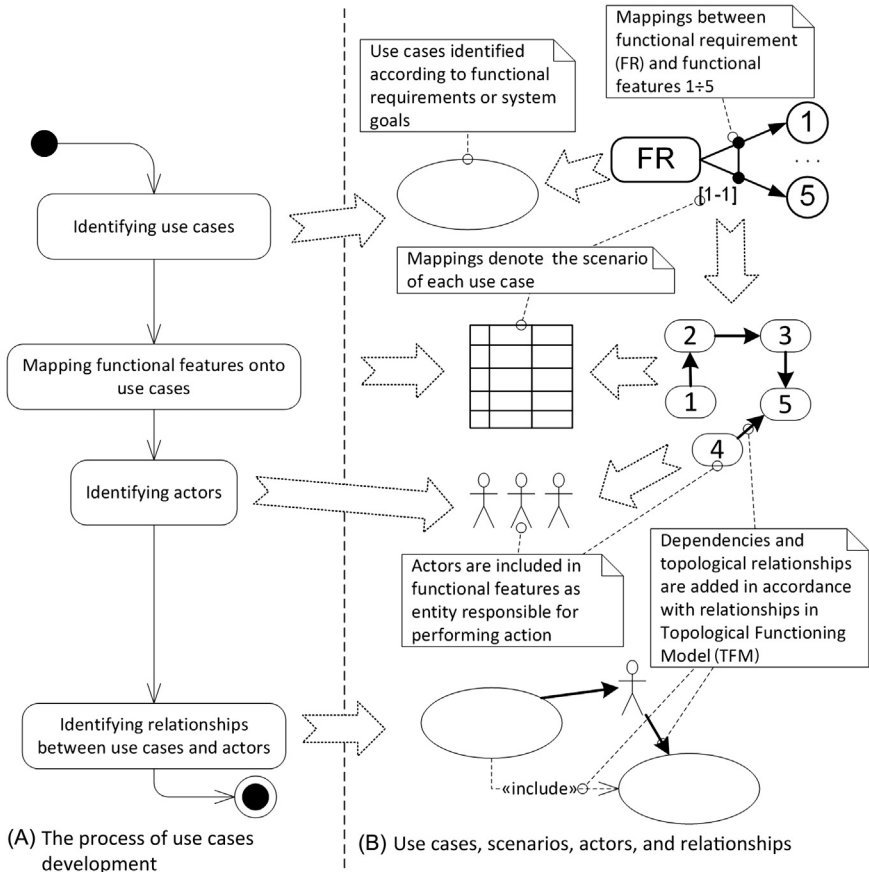 Use cases identified
according to functional
requirements or system
goals
Mappings between
functional requirement
(FR) and functional
features 1÷5
FR
[1-1]
1
. . .
5
Identifying use cases
Mappings denote the scenario
of each use case
Mapping functional features onto
use cases
2
3
1
5
4
Identifying actors
Actors are included in
functional features as
entity responsible for
performing action
Dependencies and
topological relationships
are added in accordance
with relationships in
Topological Functioning
Model (TFM)
Identifying relationships
between use cases and actors
«include»
(A) The process of use cases
development
(B) Use cases, scenarios, actors, and relationships